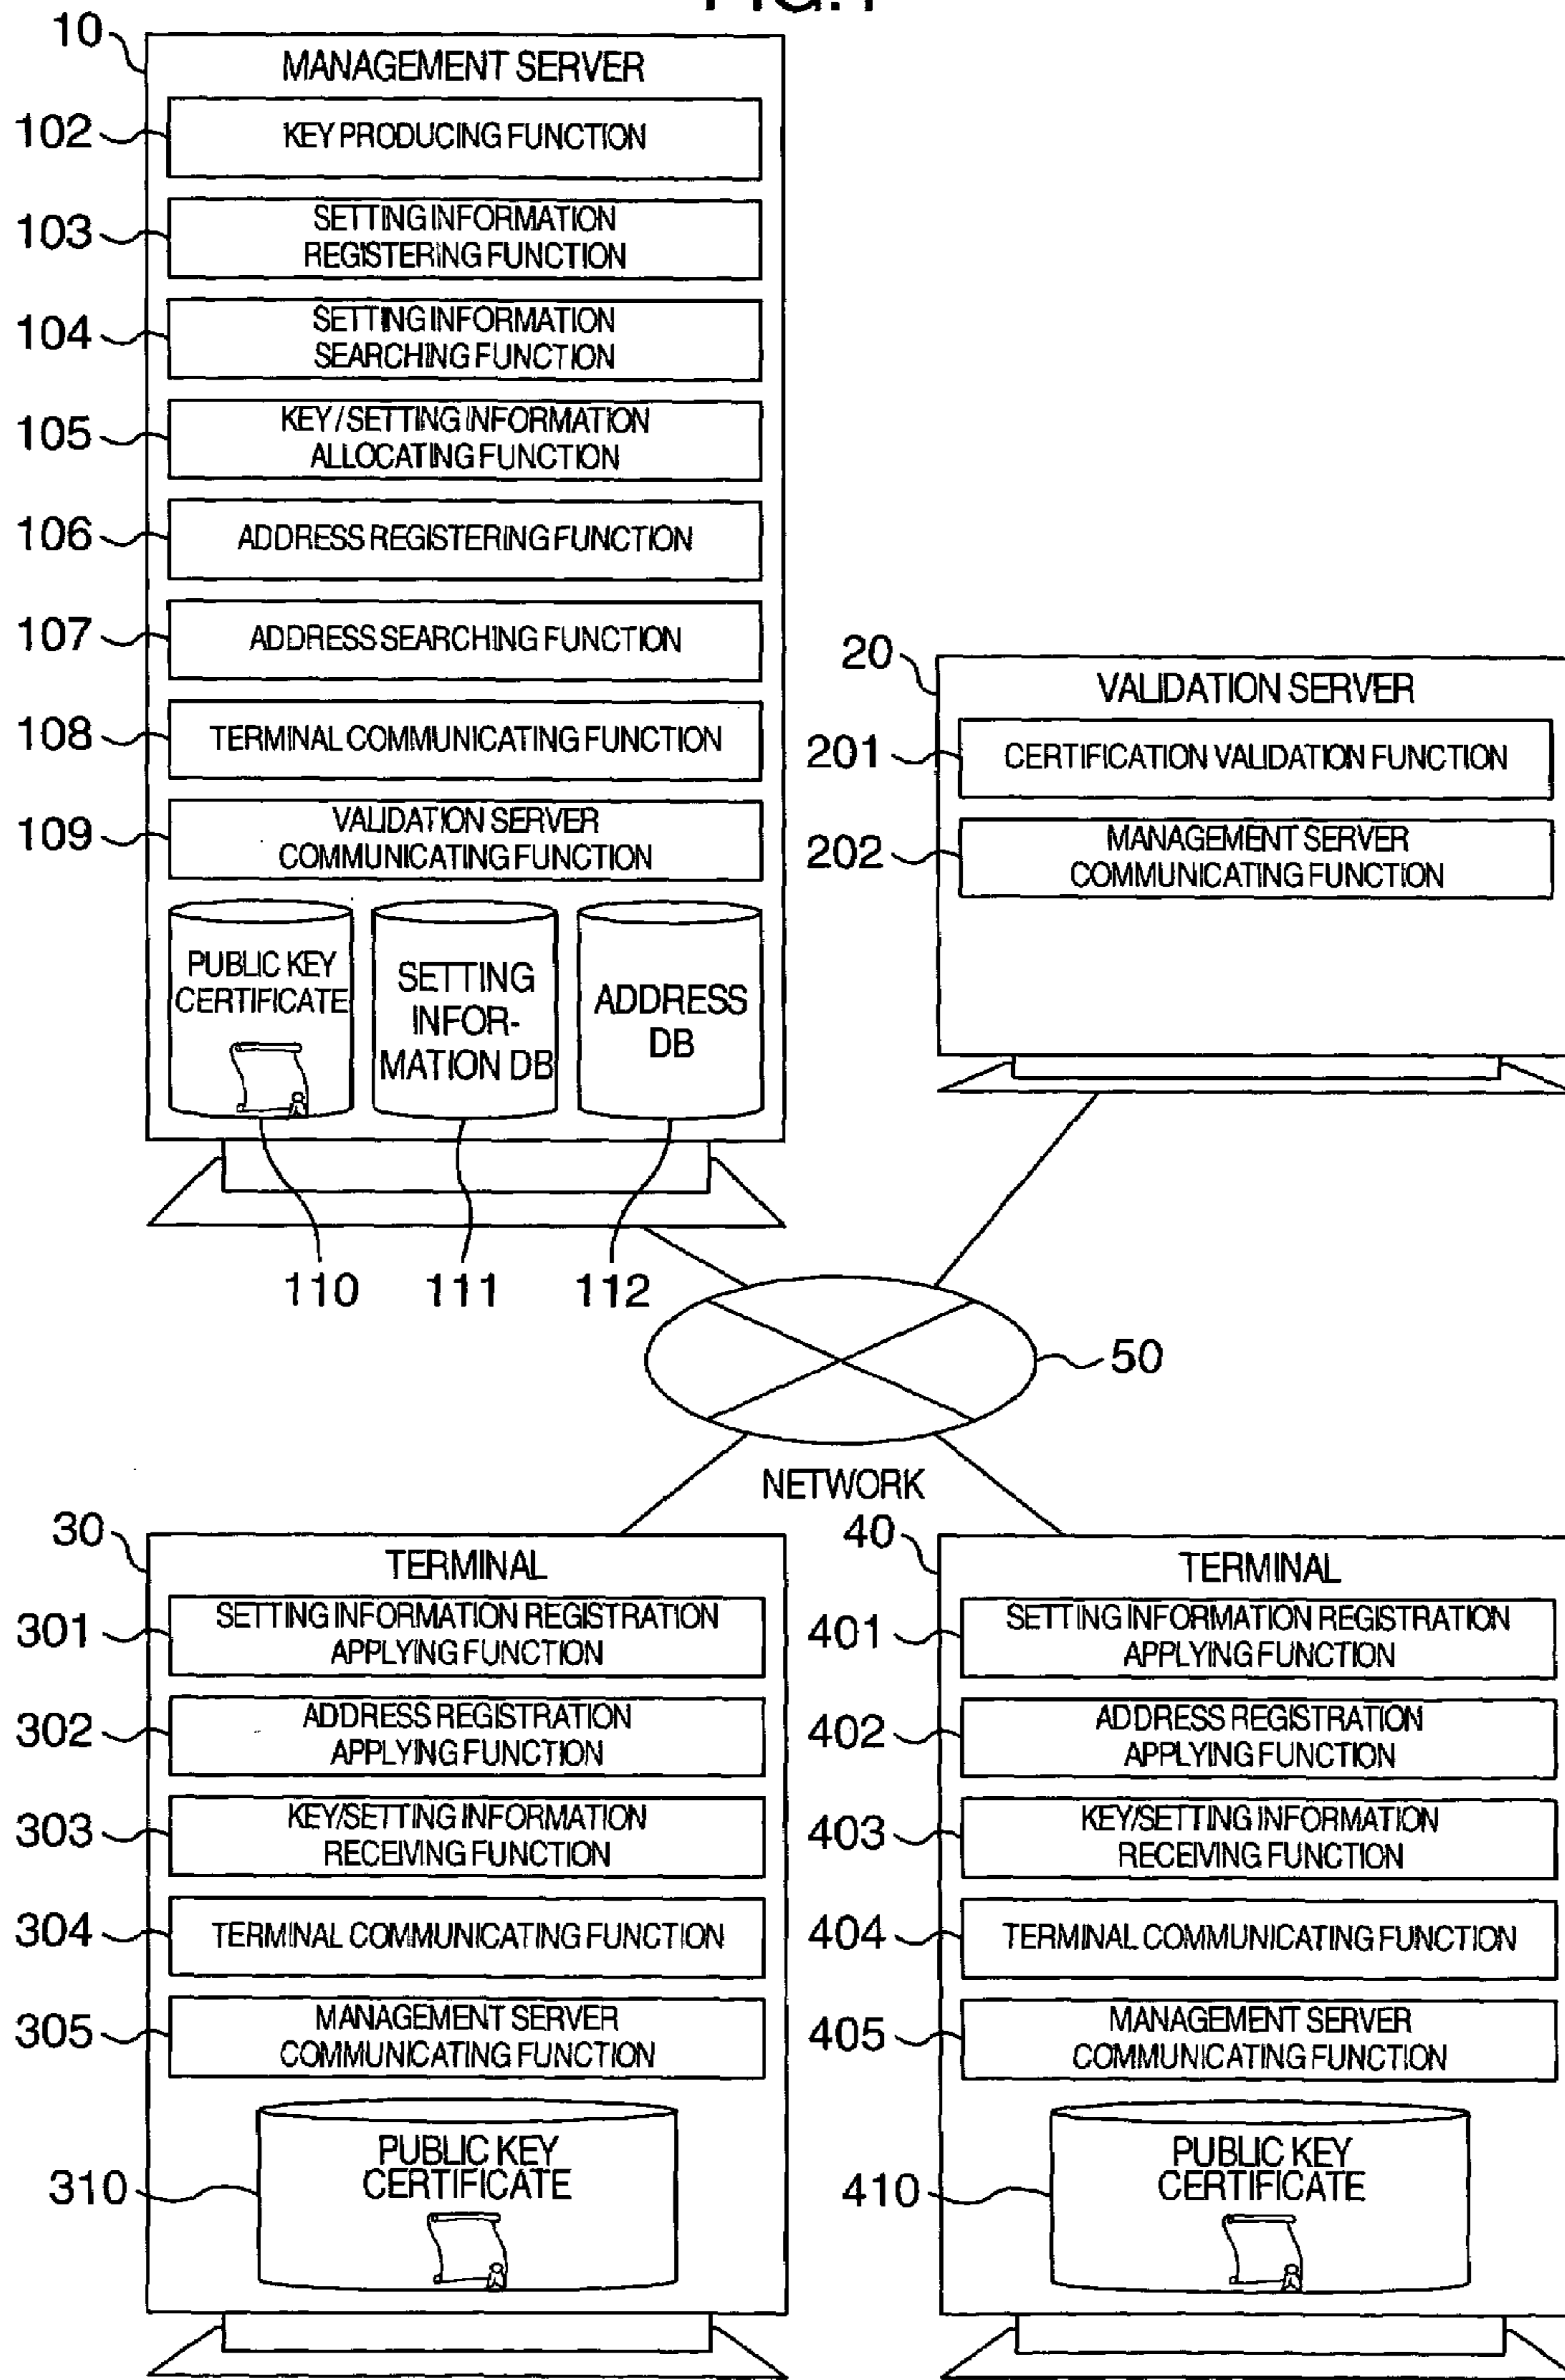 FIG.1
10
MANAGEMENT SERVER
102
KEY PRODUCING FUNCTION
103
SETTING INFORMATION
REGISTERING FUNCTION
104
SETTING INFORMATION
SEARCHING FUNCTION
105
KEY/SETTING INFORMATION
ALLOCATING FUNCTION
106
ADDRESS REGISTERING FUNCTION
107
ADDRESS SEARCHING FUNCTION
108
TERMINAL COMMUNICATING FUNCTION
109
VALIDATION SERVER
COMMUNICATING FUNCTION
PUBLIC KEY
CERTIFICATE
SETTING
INFOR-
MATION DB
ADDRESS
DB
110
111
112
20
VALIDATION SERVER
201
CERTIFICATION VALIDATION FUNCTION
202
MANAGEMENT SERVER
COMMUNICATING FUNCTION
50
NETWORK
30
TERMINAL
301
SETTING INFORMATION REGISTRATION
APPLYING FUNCTION
302
ADDRESS REGISTRATION
APPLYING FUNCTION
303
KEY/SETTING INFORMATION
RECEIVING FUNCTION
304
TERMINAL COMMUNICATING FUNCTION
305
MANAGEMENT SERVER
COMMUNICATING FUNCTION
310
PUBLIC KEY
CERTIFICATE
40
TERMINAL
401
SETTING INFORMATION REGISTRATION
APPLYING FUNCTION
402
ADDRESS REGISTRATION
APPLYING FUNCTION
403
KEY/SETTING INFORMATION
RECEIVING FUNCTION
404
TERMINAL COMMUNICATING FUNCTION
405
MANAGEMENT SERVER
COMMUNICATING FUNCTION
410
PUBLIC KEY
CERTIFICATE